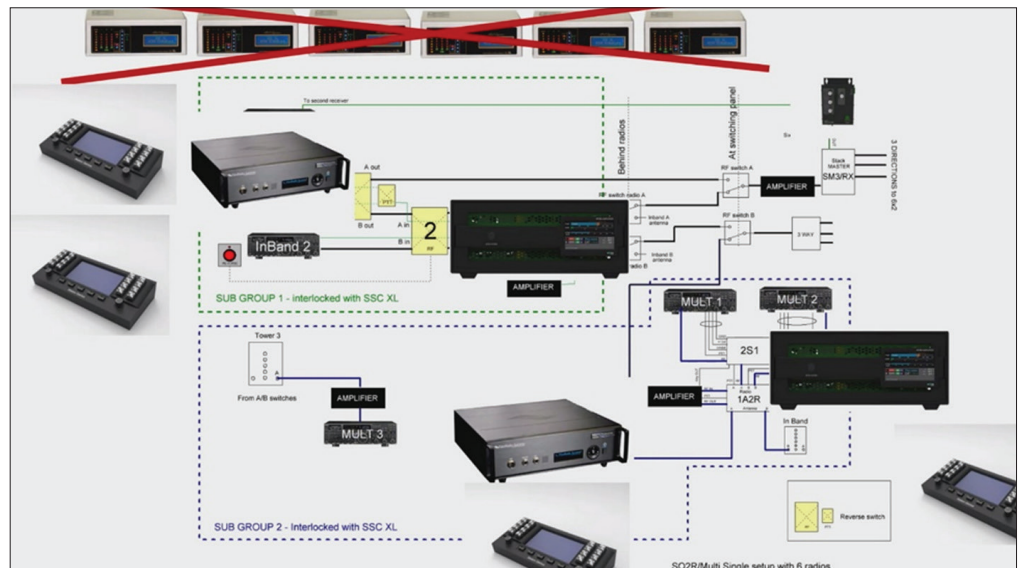 To second receiver
Behind radios
At switching panel
A out
B out
PTT
A in
B in
2
RF
InBand 2
RF switch A
RF switch radio A
Inband A
antenna
RF switch B
Inband B
antenna
radio B
AMPLIFIER
Stack
MASTER
SM3/RX
3 DIRECTIONS to 6x2
3 WAY
AMPLIFIER
SUB GROUP 1 - interlocked with SSC XL
MULT 1
MULT 2
Tower 3
A
From A/B switches
AMPLIFIER
MULT 3
2S1
AMPLIFIER
Radio
1A2R
In Band
Reverse switch
SUB GROUP 2 - Interlocked with SSC XL
SO2R/Multi Single setup with 6 radios